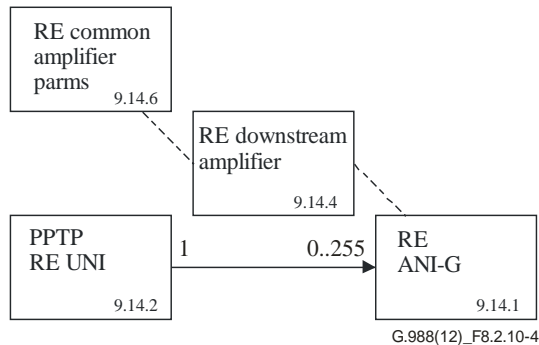 RE common
amplifier
parms
9.14.6
RE downstream
amplifier
9.14.4
PPTP
RE UNI
9.14.2
1
0..255
RE
ANI-G
9.14.1
G.988(12)_F8.2.10-4